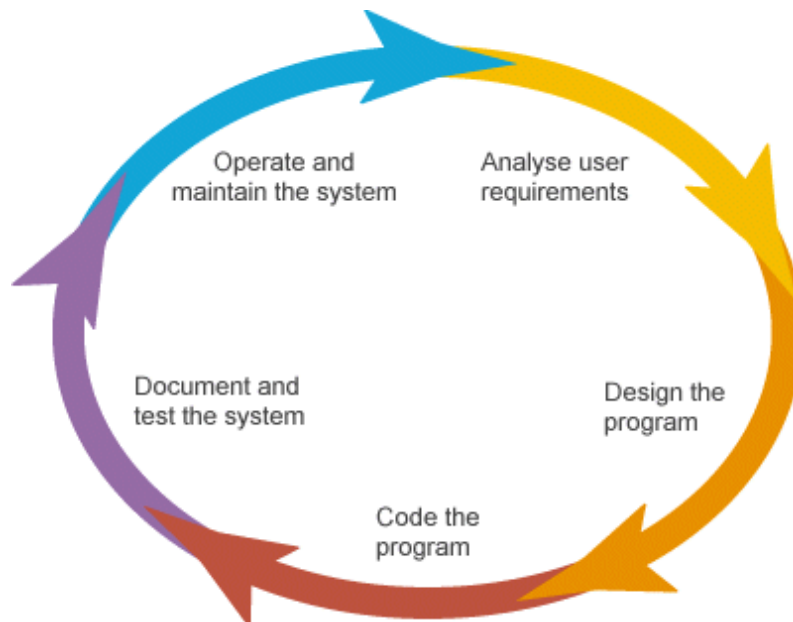 Operate and
maintain the system
Analyse user
requirements
Design the
program
Code the
program
Document and
test the system